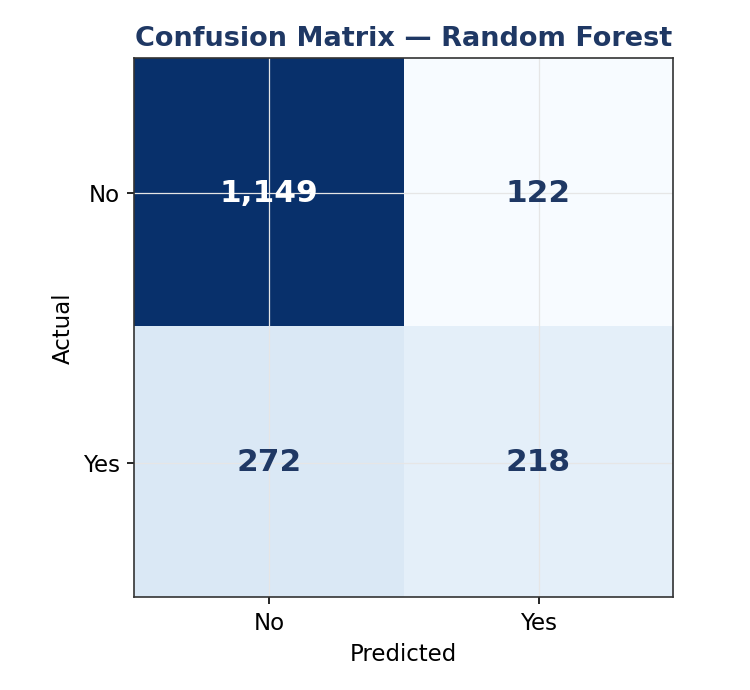 Confusion Matrix — Random Forest
No
1,149
122
Actual
Yes
272
218
No
Yes
Predicted